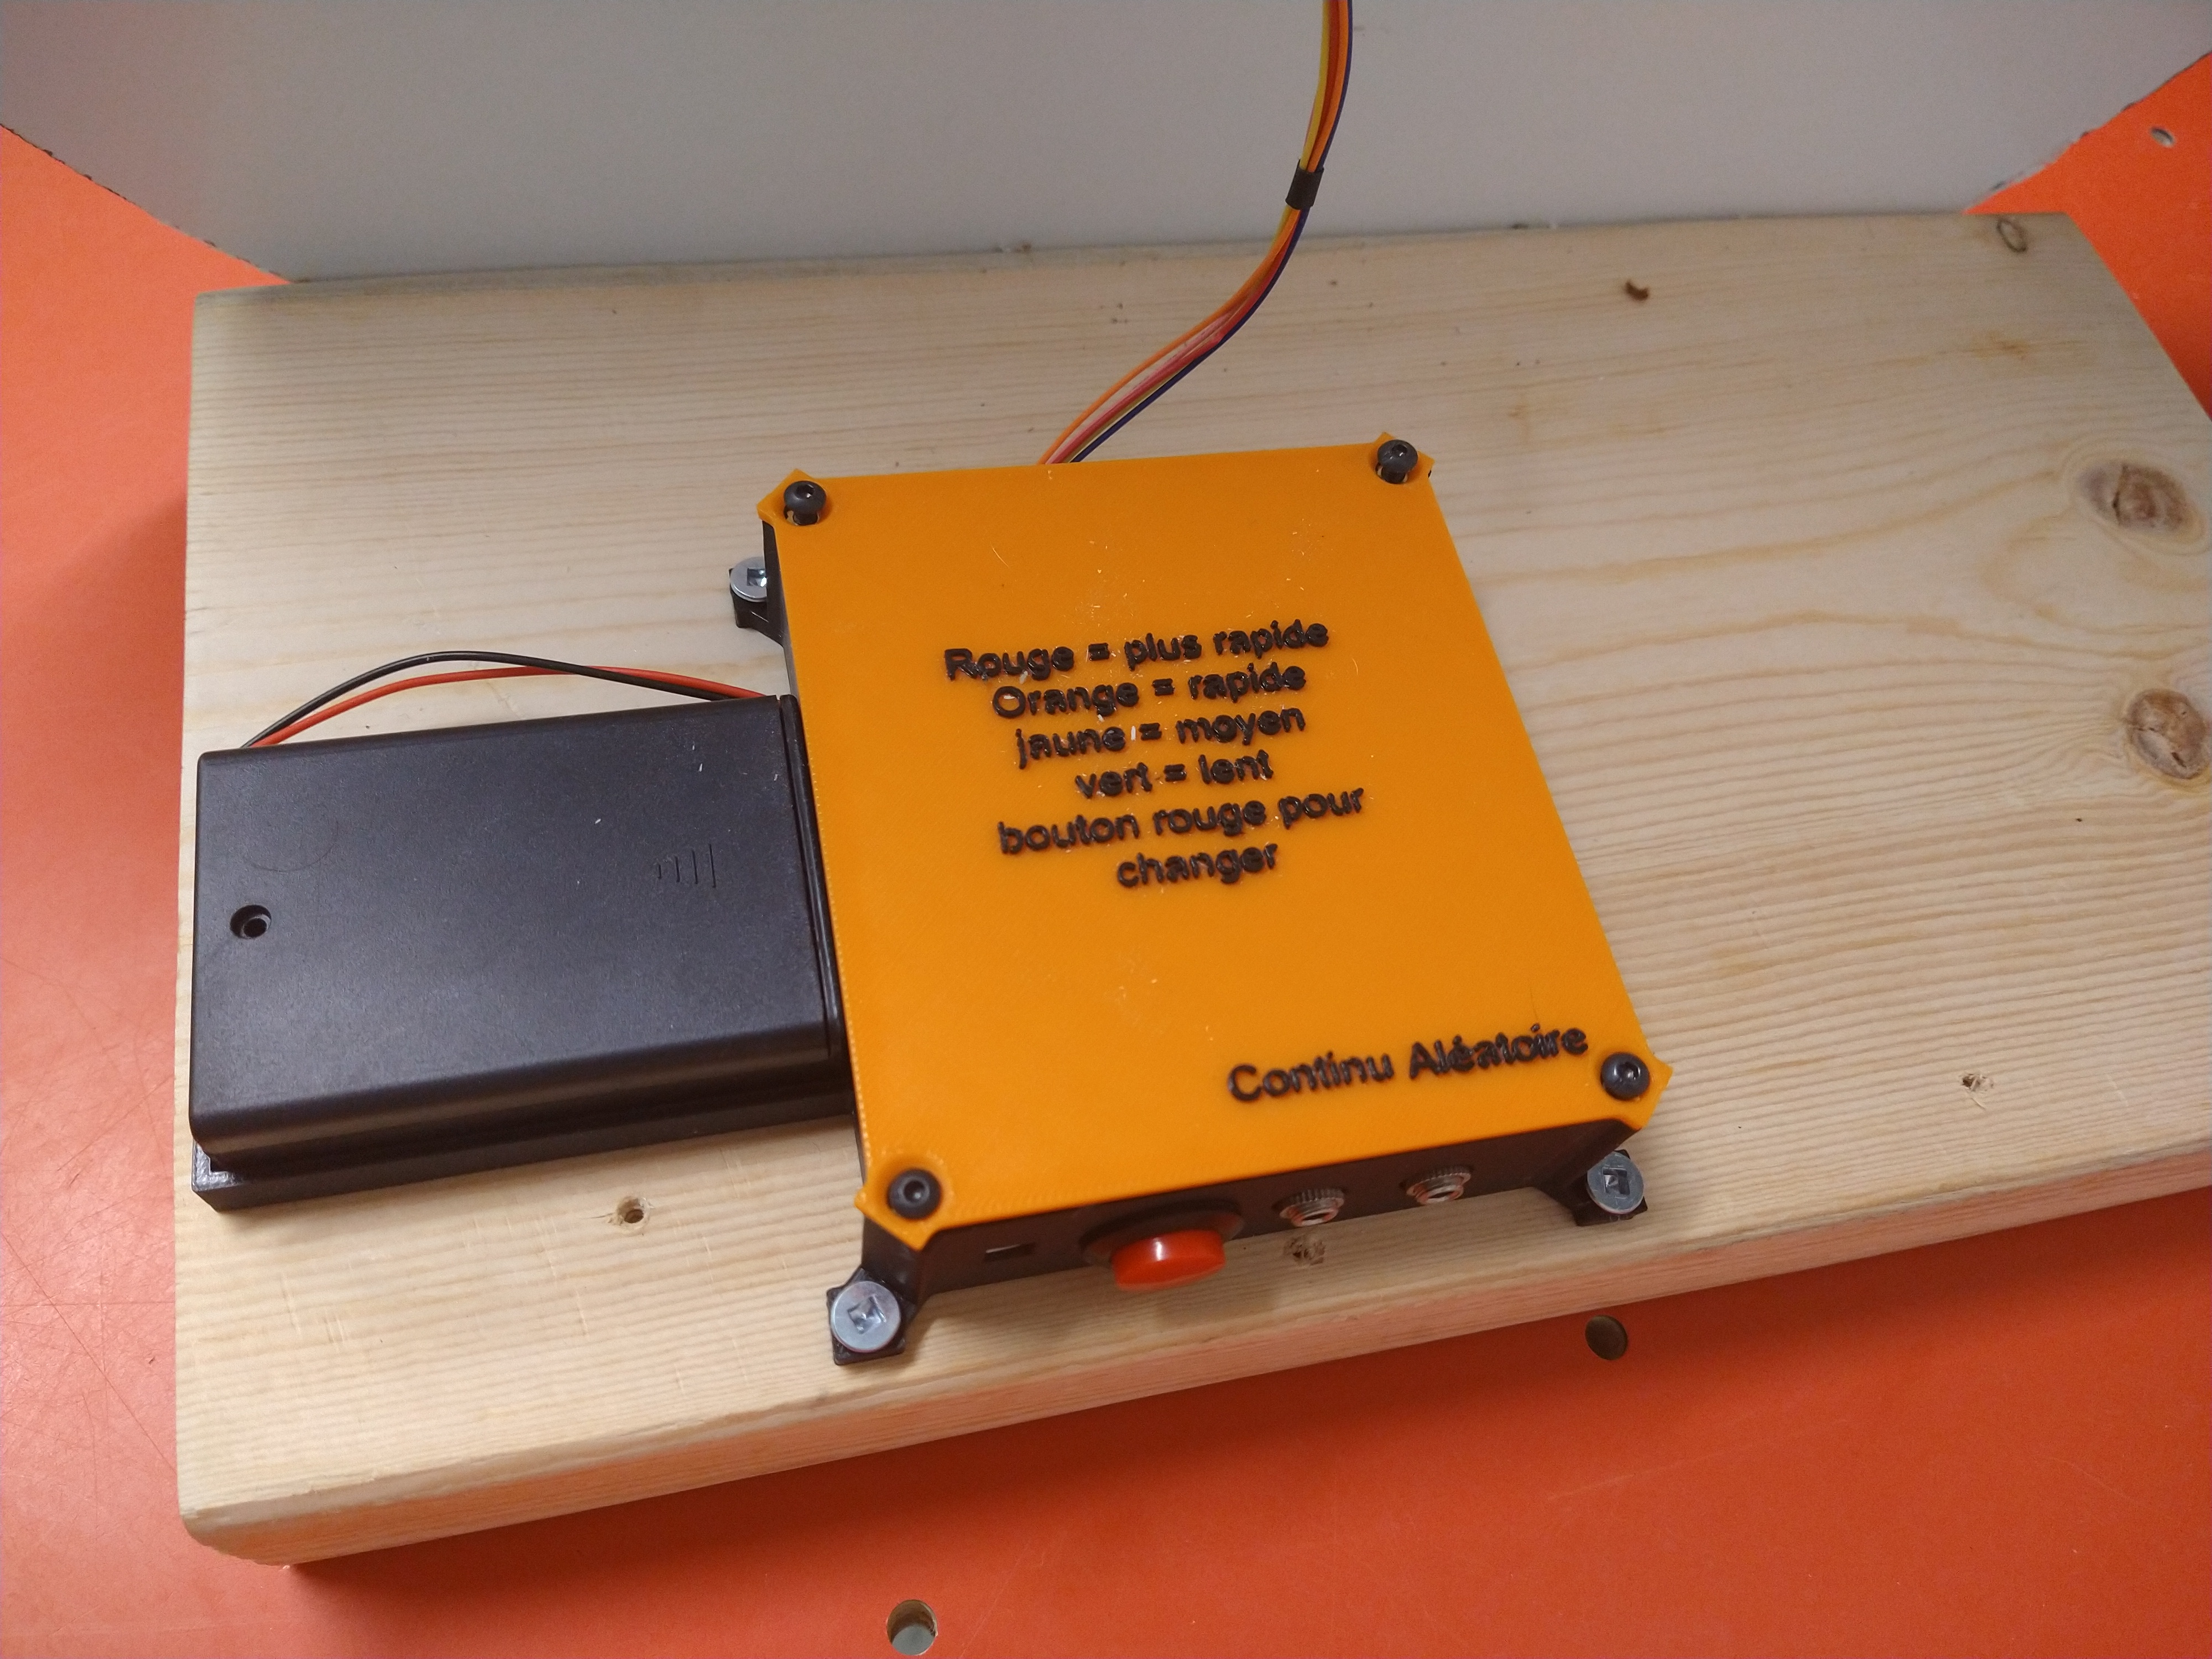 Rouge = plus rapide
Orange = rapide
jaune = moyen
vert = lent
bouton rouge pour
changer
Continu Aléatoire